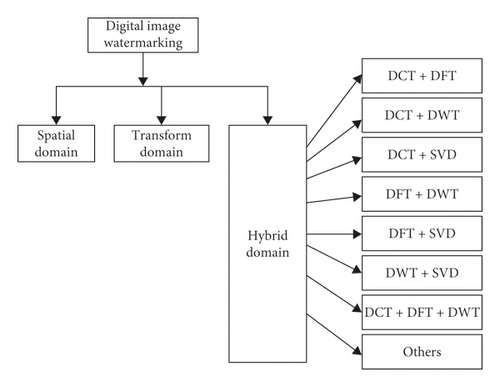 Digital image
watermarking
Spatial
domain
Transform
domain
Hybrid
domain
DCT + DFT
DCT + DWT
DCT + SVD
DFT + DWT
DFT + SVD
DWT + SVD
DCT + DFT + DWT
Others